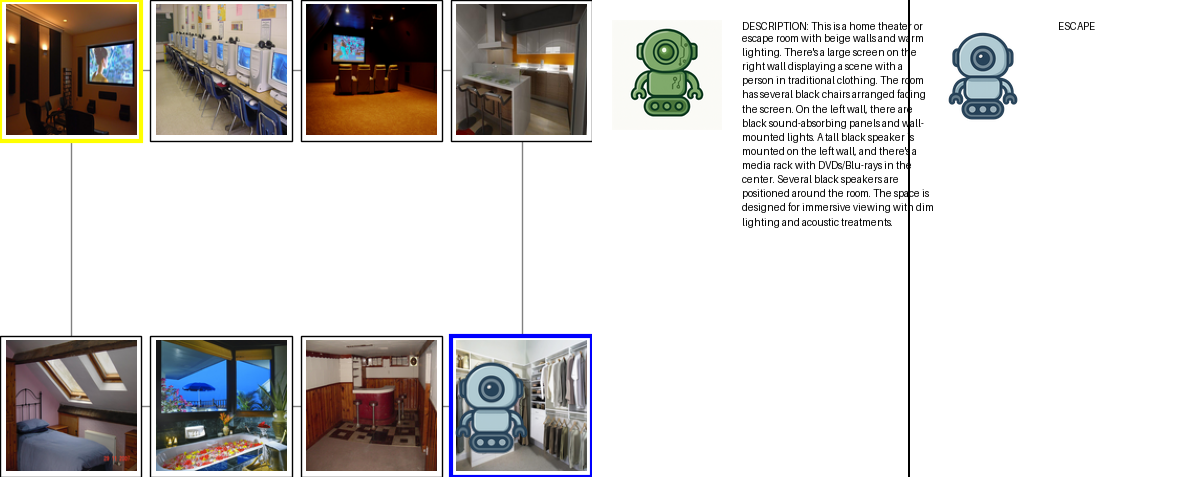 DESCRIPTION: This is a home theater or
escape room with beige walls and warm
lighting. There's a large screen on the
right wall displaying a scene with a
person in traditional clothing. The room
has several black chairs arranged facing
the screen. On the left wall, there are
black sound-absorbing panels and wall-
mounted lights. A tall black speaker is
mounted on the left wall, and there's a
media rack with DVDs/Blu-rays in the
center. Several black speakers are
positioned around the room. The space is
designed for immersive viewing with dim
lighting and acoustic treatments.
ESCAPE